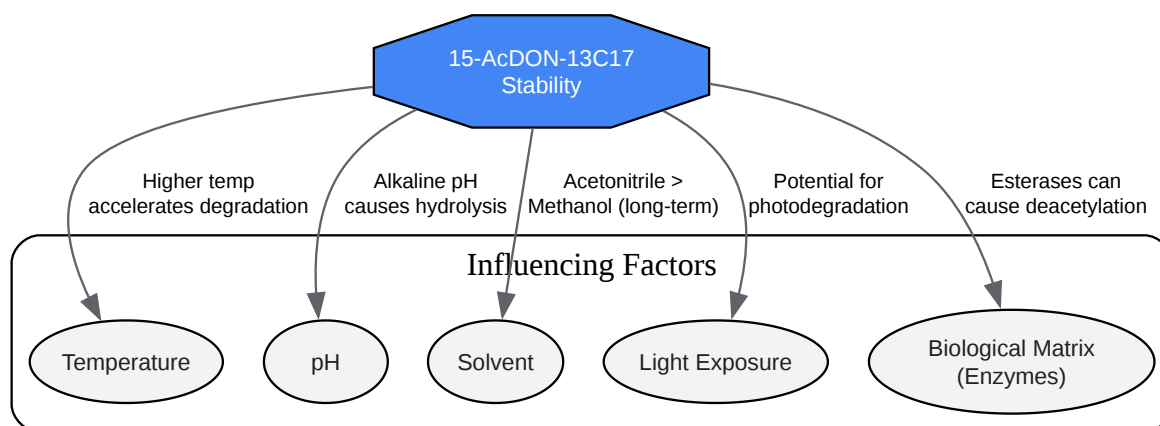 15-AcDON-13C17
Stability
Higher temp
accelerates degradation
Alkaline pH
causes hydrolysis
Acetonitrile >
Methanol (long-term)
Potential for
photodegradation
Esterases can
cause deacetylation
Influencing Factors
Temperature
pH
Solvent
Light Exposure
Biological Matrix
(Enzymes)